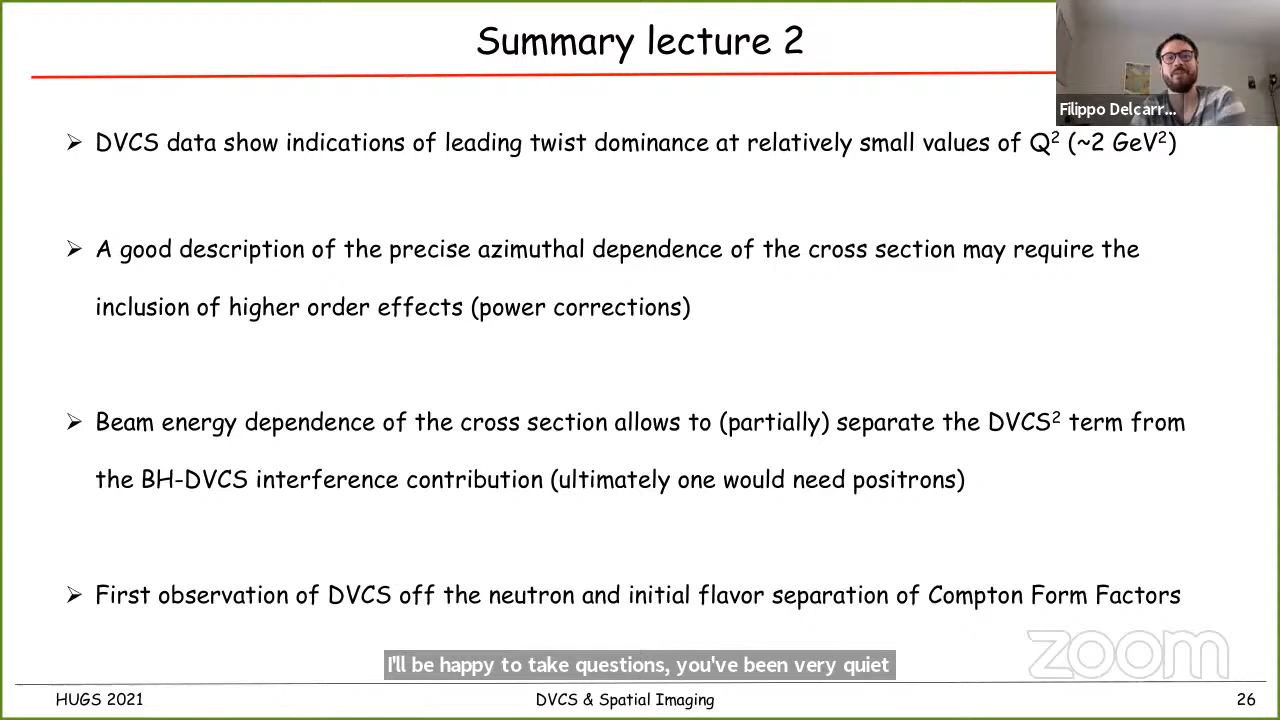 Summary lecture 2
Filippo Delcarr...
➢ DVCS data show indications of leading twist dominance at relatively small values of Q² (~2 GeV²)
➢ A good description of the precise azimuthal dependence of the cross section may require the
inclusion of higher order effects (power corrections)
➢ Beam energy dependence of the cross section allows to (partially) separate the DVCS² term from
the BH-DVCS interference contribution (ultimately one would need positrons)
➢ First observation of DVCS off the neutron and initial flavor separation of Compton Form Factors
zoom
I'll be happy to take questions, you've been very quiet
HUGS 2021
DVCS & Spatial Imaging
26